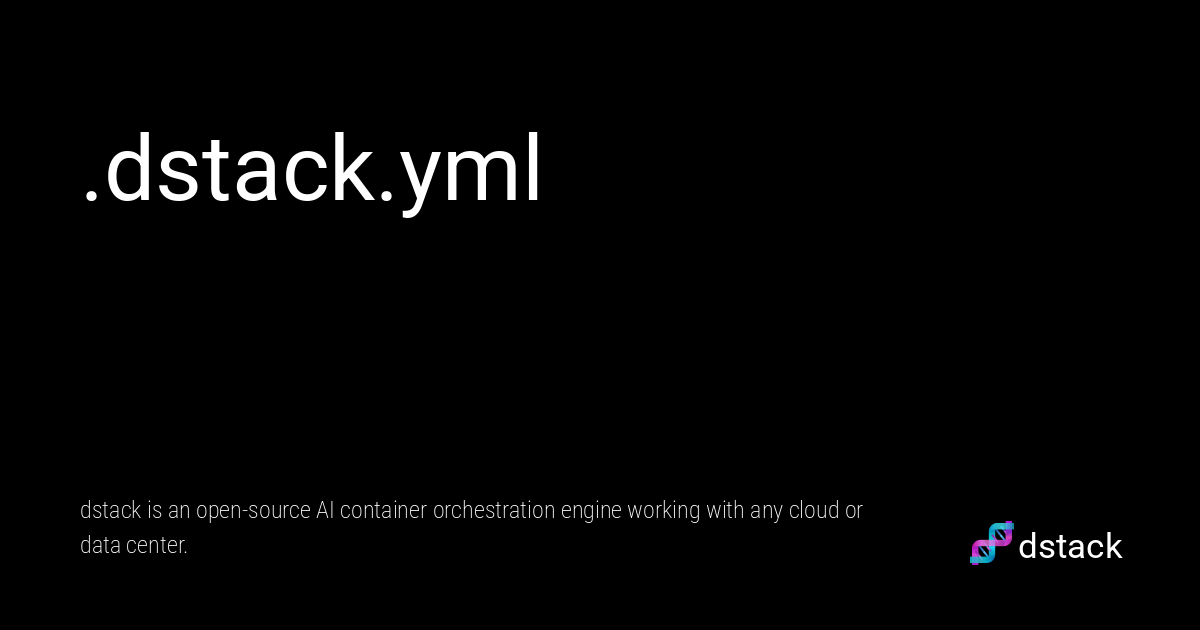 .dstack.yml
dstack is an open-source AI container orchestration engine working with any cloud or
data center.
dstack